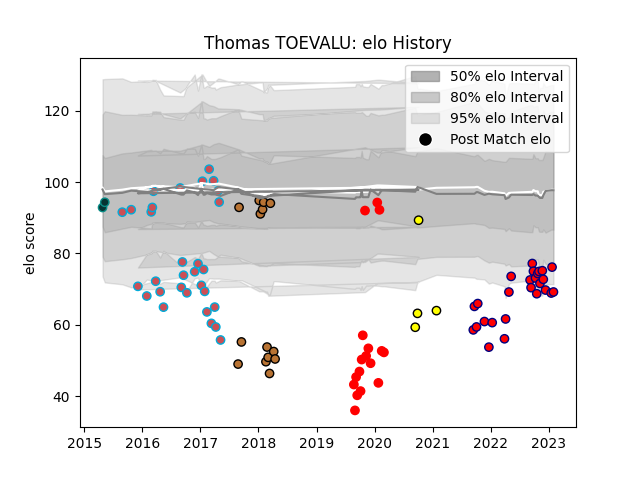 Thomas TOEVALU: elo History
50% elo Interval
80% elo Interval
95% elo Interval
Post Match elo
elo score
120
100
80
60
40
2015 2016 2017 2018 2019 2020 2021 2022 2023